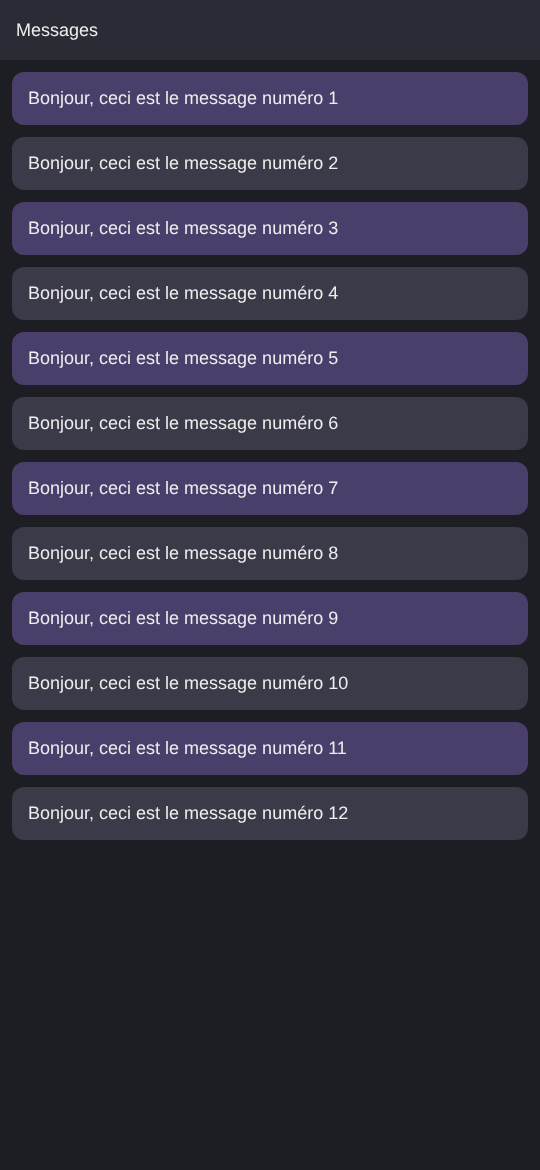 Messages
Bonjour, ceci est le message numéro 1
Bonjour, ceci est le message numéro 2
Bonjour, ceci est le message numéro 3
Bonjour, ceci est le message numéro 4
Bonjour, ceci est le message numéro 5
Bonjour, ceci est le message numéro 6
Bonjour, ceci est le message numéro 7
Bonjour, ceci est le message numéro 8
Bonjour, ceci est le message numéro 9
Bonjour, ceci est le message numéro 10
Bonjour, ceci est le message numéro 11
Bonjour, ceci est le message numéro 12